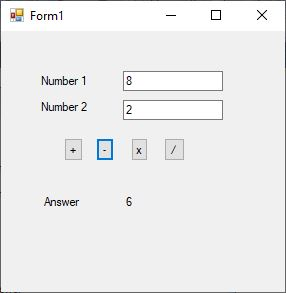 Form1
Number 1 8
Number 2 2
+ - x /
Answer 6